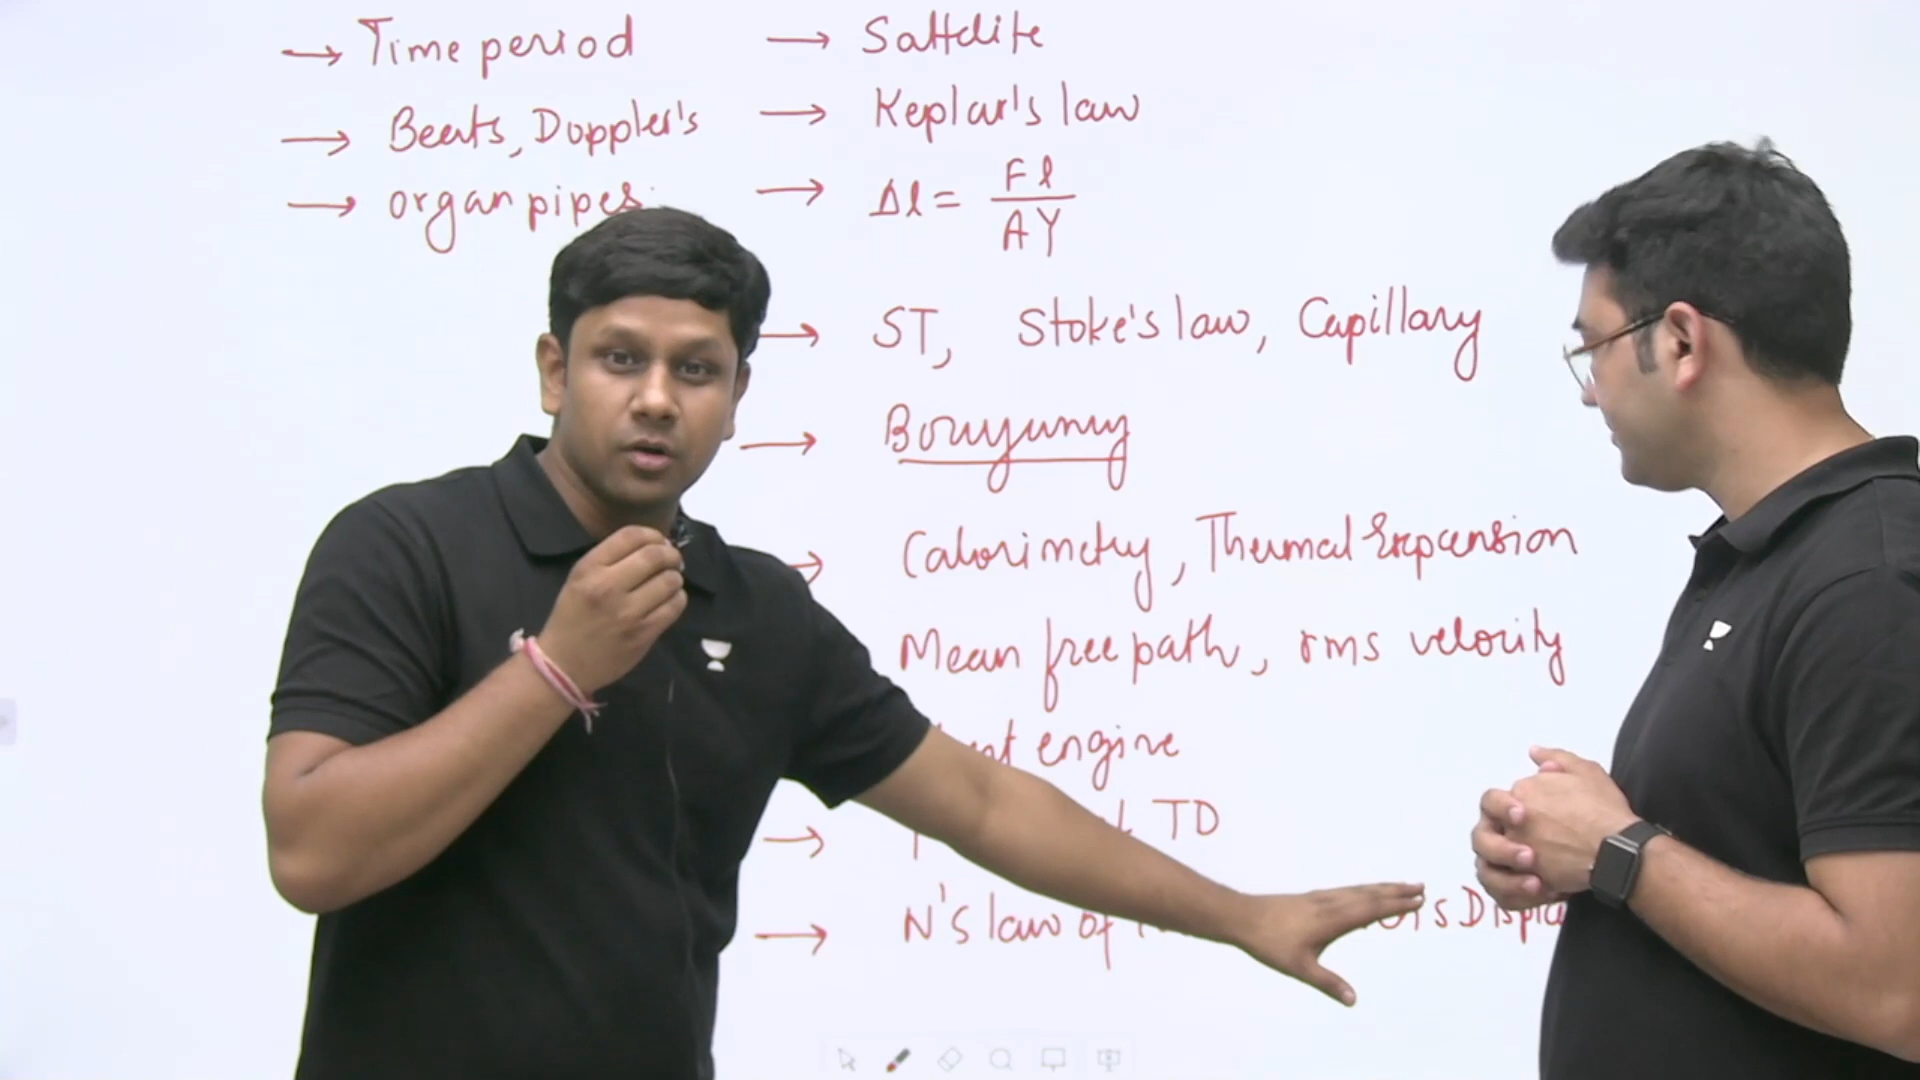 → Time period
→ Beats, Doppler's
→ organ pipes
→ Sattelite
→ Keplar's law
→ Δl = Fl / AY
→ ST, Stoke's law, Capillary
→ Bouyancy
→ Calorimetry, Thermal Expansion
Mean free path, rms velocity
engine
→ TD
→ N's law of